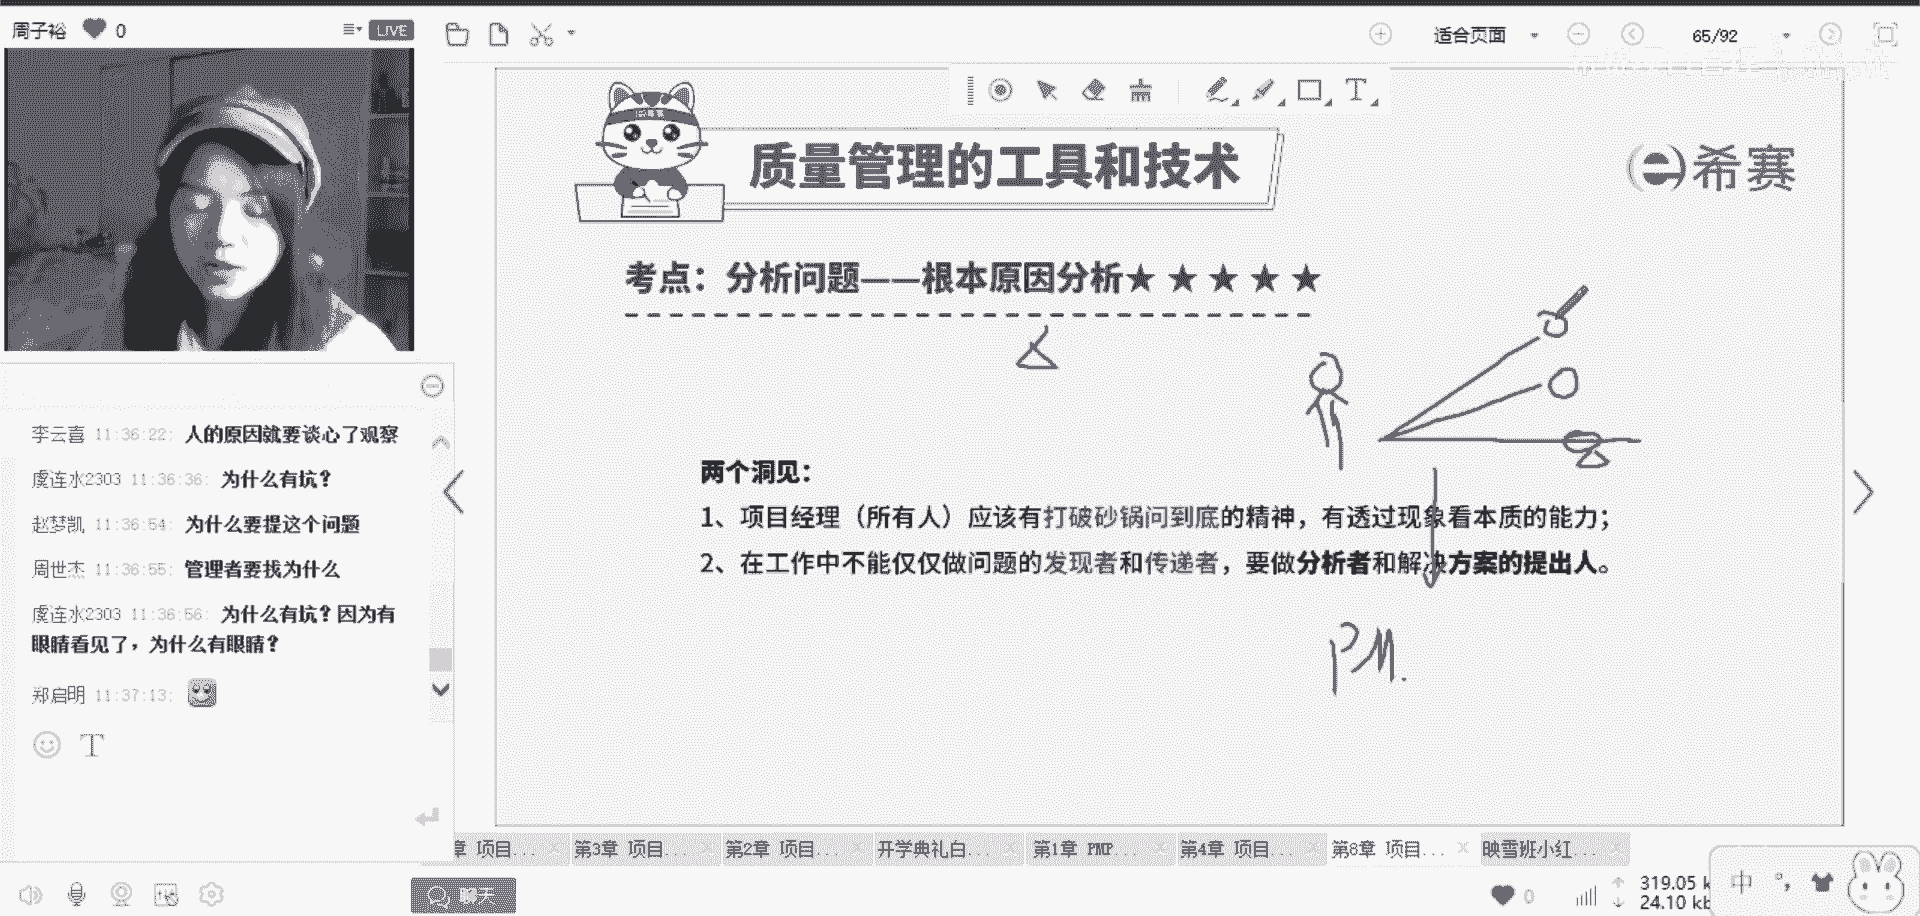 周子裕 0
LIVE
适合页面
65/92
质量管理的工具和技术
希赛
考点：分析问题——根本原因分析★★★★★
两个洞见：
1、项目经理（所有人）应该有打破砂锅问到底的精神，有透过现象看本质的能力；
2、在工作中不能仅仅做问题的发现者和传递者，要做分析者和解决方案的提出人。
PM.
李云喜 11:36:22: 人的原因就要谈心了观察
虞连水2303 11:36:36: 为什么有坑？
赵梦凯 11:36:54: 为什么要提这个问题
周世杰 11:36:55: 管理者要找为什么
虞连水2303 11:36:56: 为什么有坑？因为有
眼睛看见了，为什么有眼睛？
郑启明 11:37:13:
T
章 项目... 第3章 项目... 第2章 项目... 开学典礼白... 第1章 PMP... 第4章 项目... 第8章 项目... 映雪班小红...
聊天
0
319.05 k
24.10 kb
中